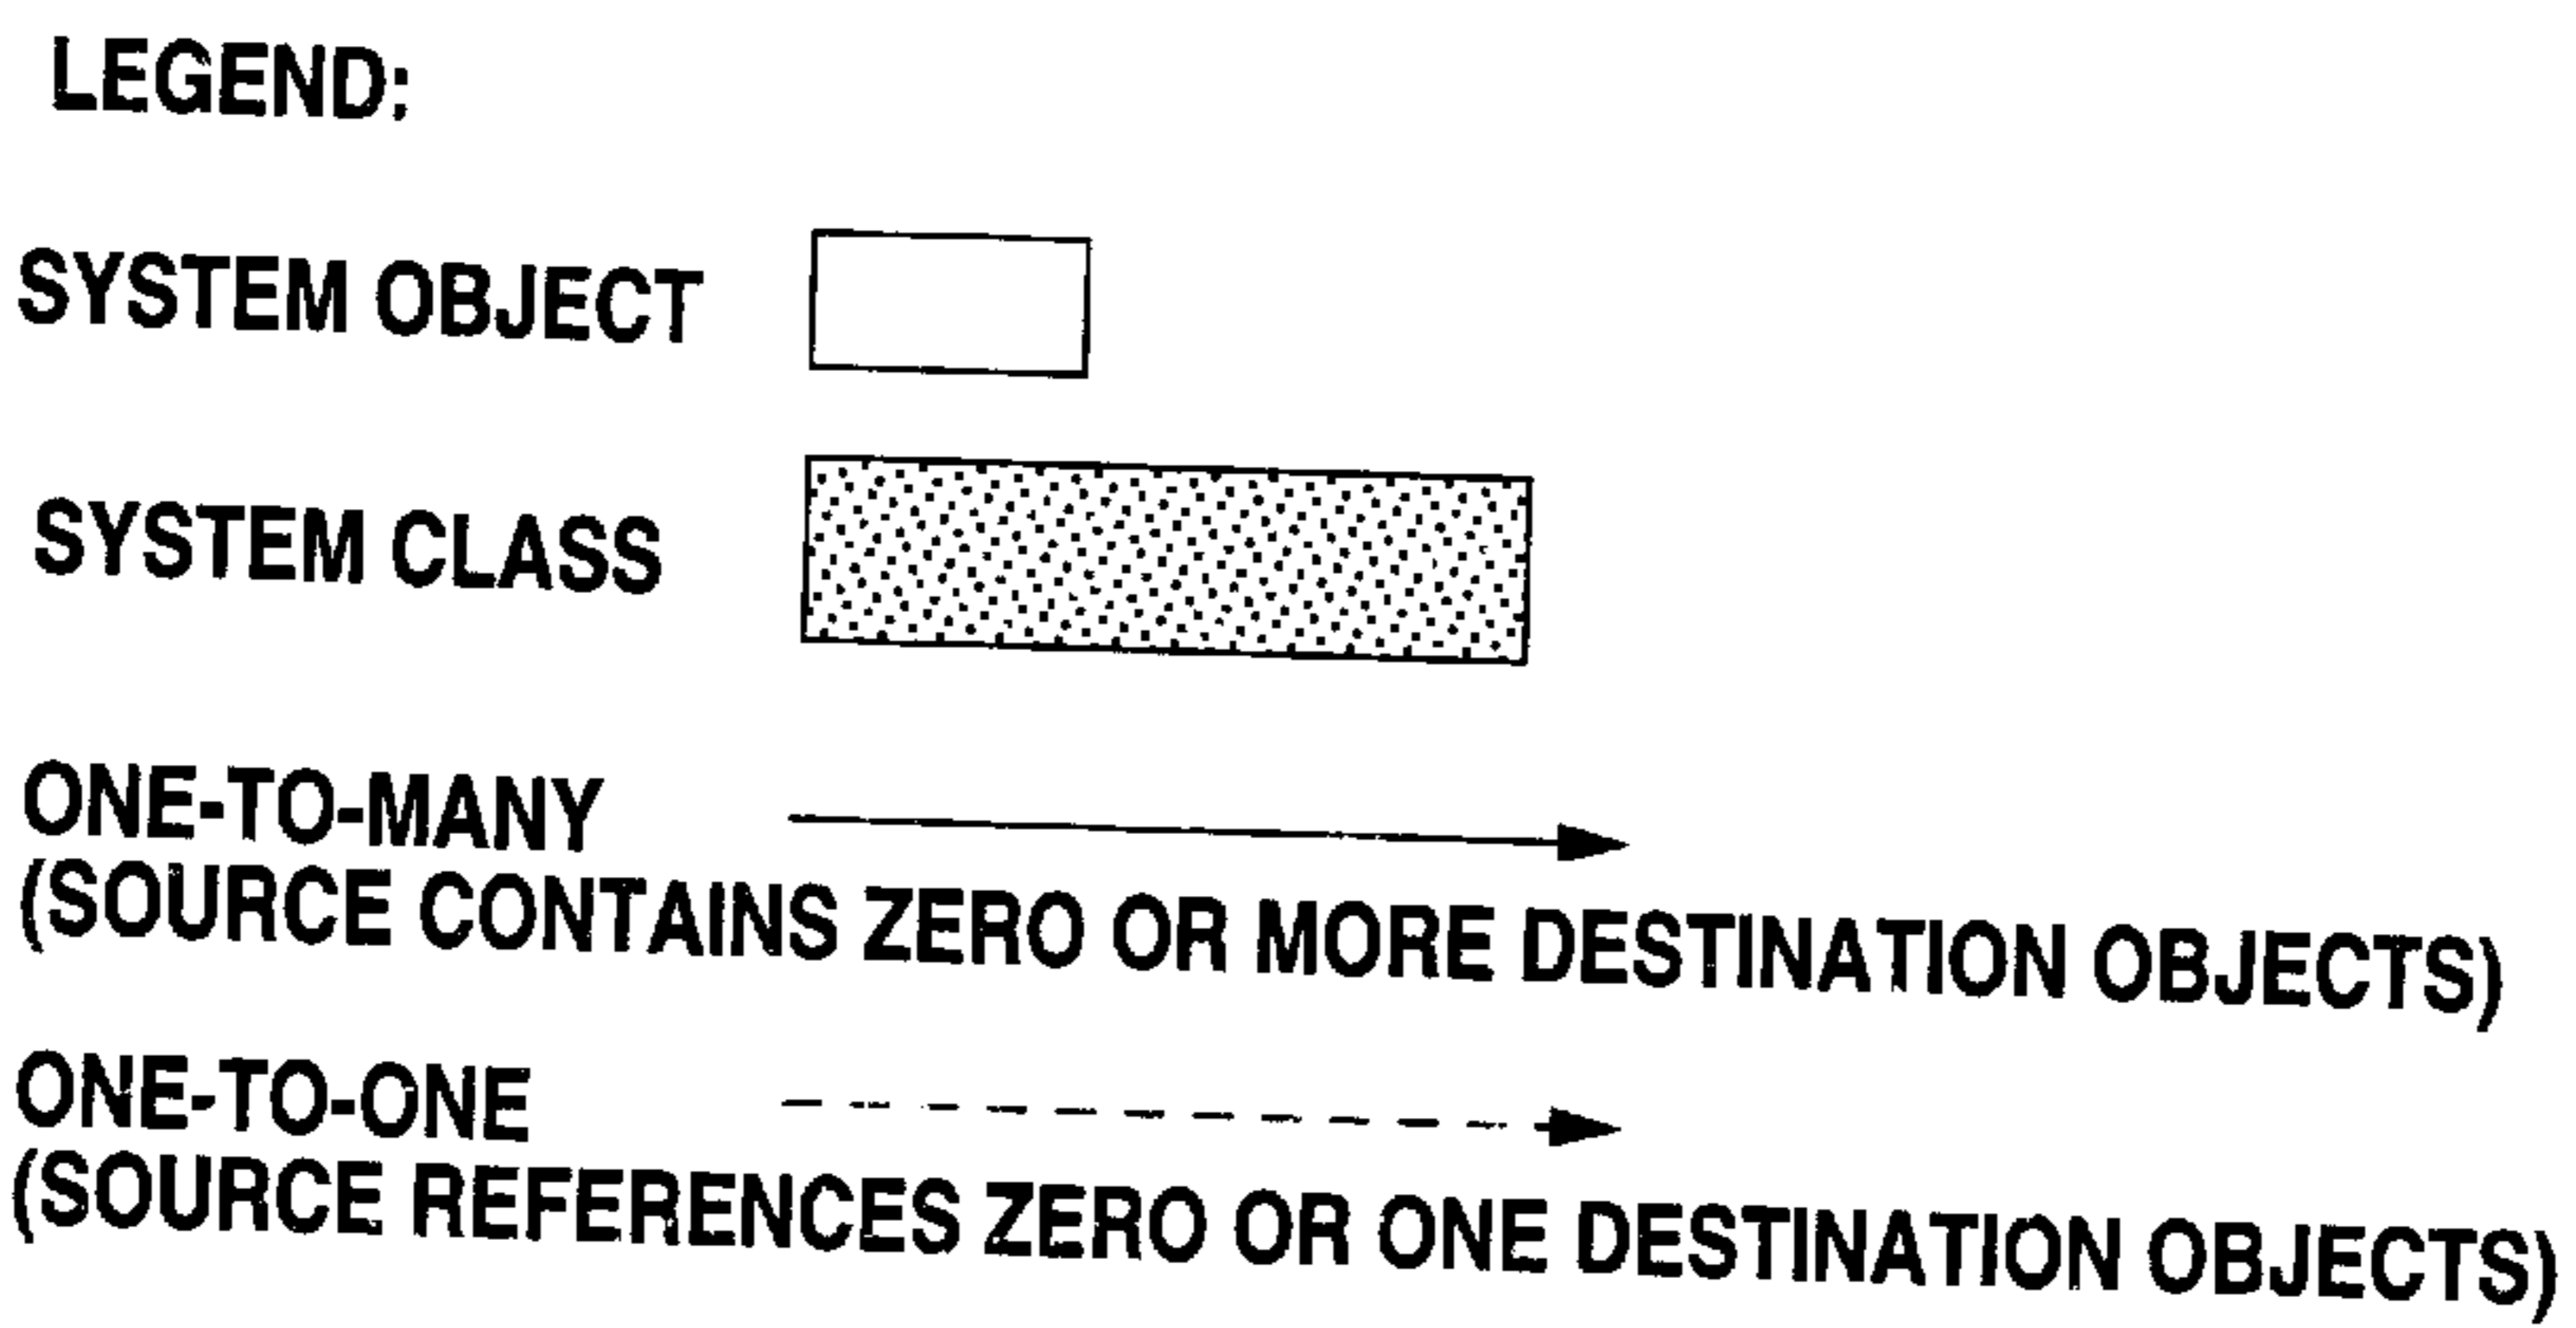 LEGEND:
SYSTEM OBJECT
SYSTEM CLASS
ONE-TO-MANY
(SOURCE CONTAINS ZERO OR MORE DESTINATION OBJECTS)
ONE-TO-ONE
(SOURCE REFERENCES ZERO OR ONE DESTINATION OBJECTS)